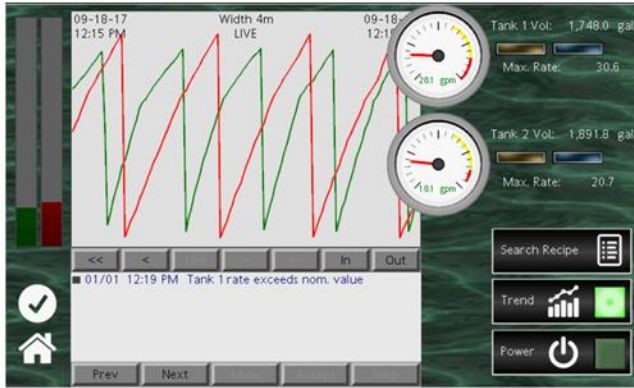 09-18-17
Width 4m
09-18-
12:15 PM
LIVE
Tank 1 Vol: 1,748.0 gal
Max. Rate: 30.6
28.1 gpm
Tank 2 Vol: 1,891.8 gal
Max. Rate: 20.7
18.1 gpm
<< < In Out
01/01 12:19 PM Tank 1 rate exceeds nom. value
Search Recipe
Trend
Power
Prev Next